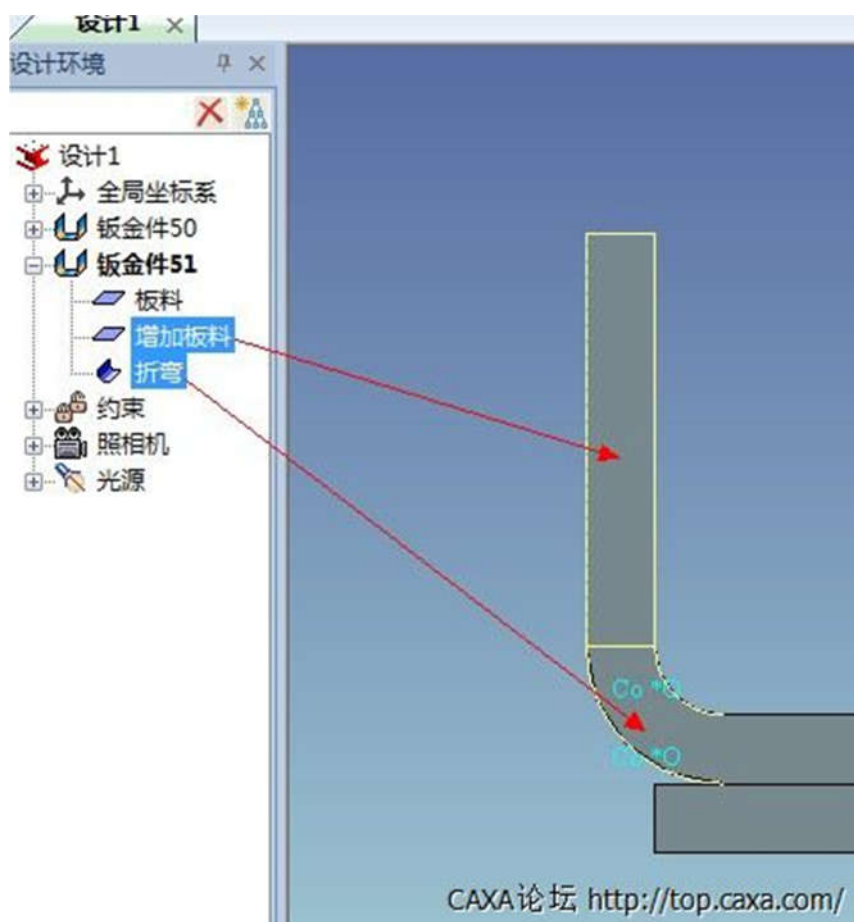 设计1
设计环境
设计1
全局坐标系
钣金件50
钣金件51
板料
增加板料
折弯
约束
照相机
光源
Co *O
Co *O
CAXA论坛 http://top.caxa.com/